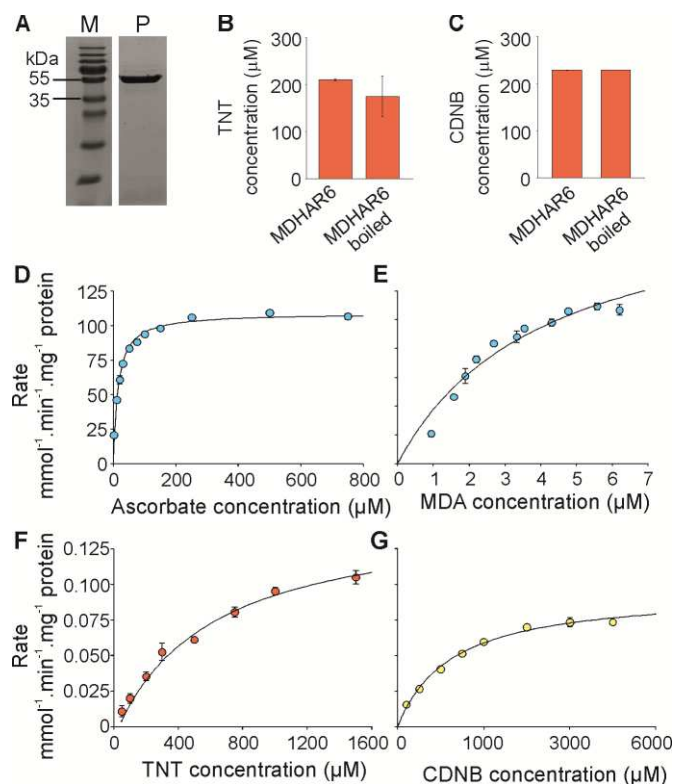 A M P
kDa
55
35
B
300
200
100
0
TNT
concentration (µM)
MDHAR6
MDHAR6
boiled
C
300
200
100
0
CDNB
concentration (µM)
MDHAR6
MDHAR6
boiled
D
125
100
75
50
25
0
Rate
mmol⁻¹.min⁻¹.mg⁻¹ protein
0 200 400 600 800
Ascorbate concentration (µM)
E
0 1 2 3 4 5 6 7
MDA concentration (µM)
F
0.125
0.100
0.075
0.050
0.025
0
Rate
mmol⁻¹.min⁻¹.mg⁻¹ protein
0 400 800 1200 1600
TNT concentration (µM)
G
0 1000 3000 6000
CDNB concentration (µM)